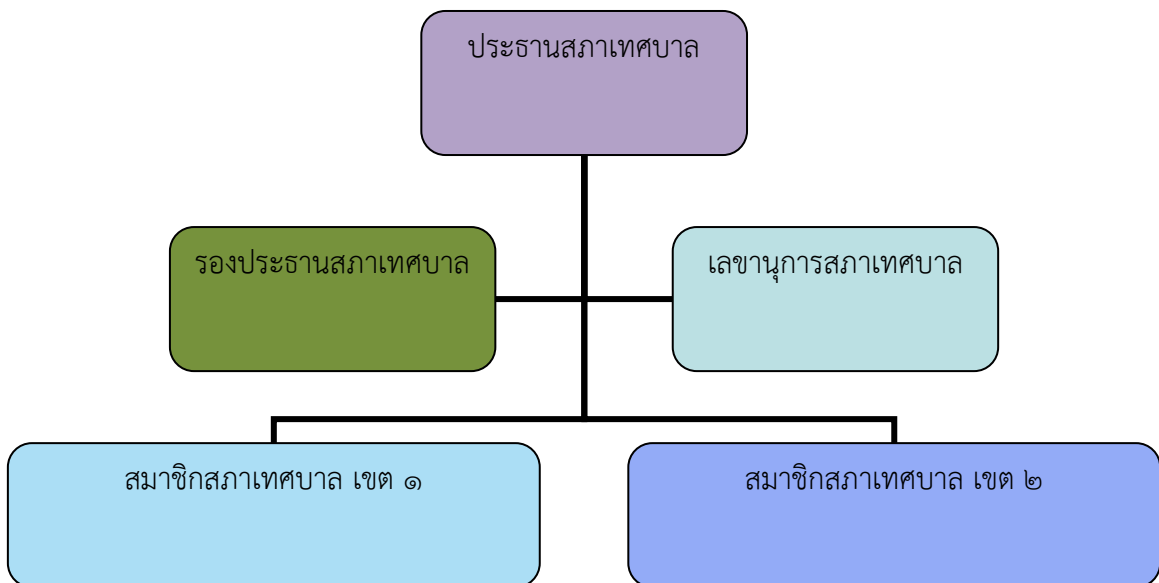 ประธานสภาเทศบาล
รองประธานสภาเทศบาล
เลขานุการสภาเทศบาล
สมาชิกสภาเทศบาล เขต ๑
สมาชิกสภาเทศบาล เขต ๒